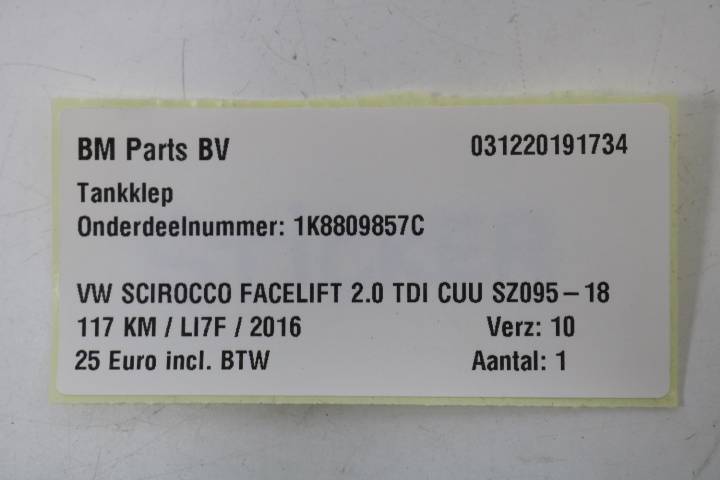 BM Parts BV 031220191734
Tankklep
Onderdeelnummer: 1K8809857C
VW SCIROCCO FACELIFT 2.0 TDI CUU SZ095-18
117 KM / LI7F / 2016 Verz: 10
25 Euro incl. BTW Aantal: 1